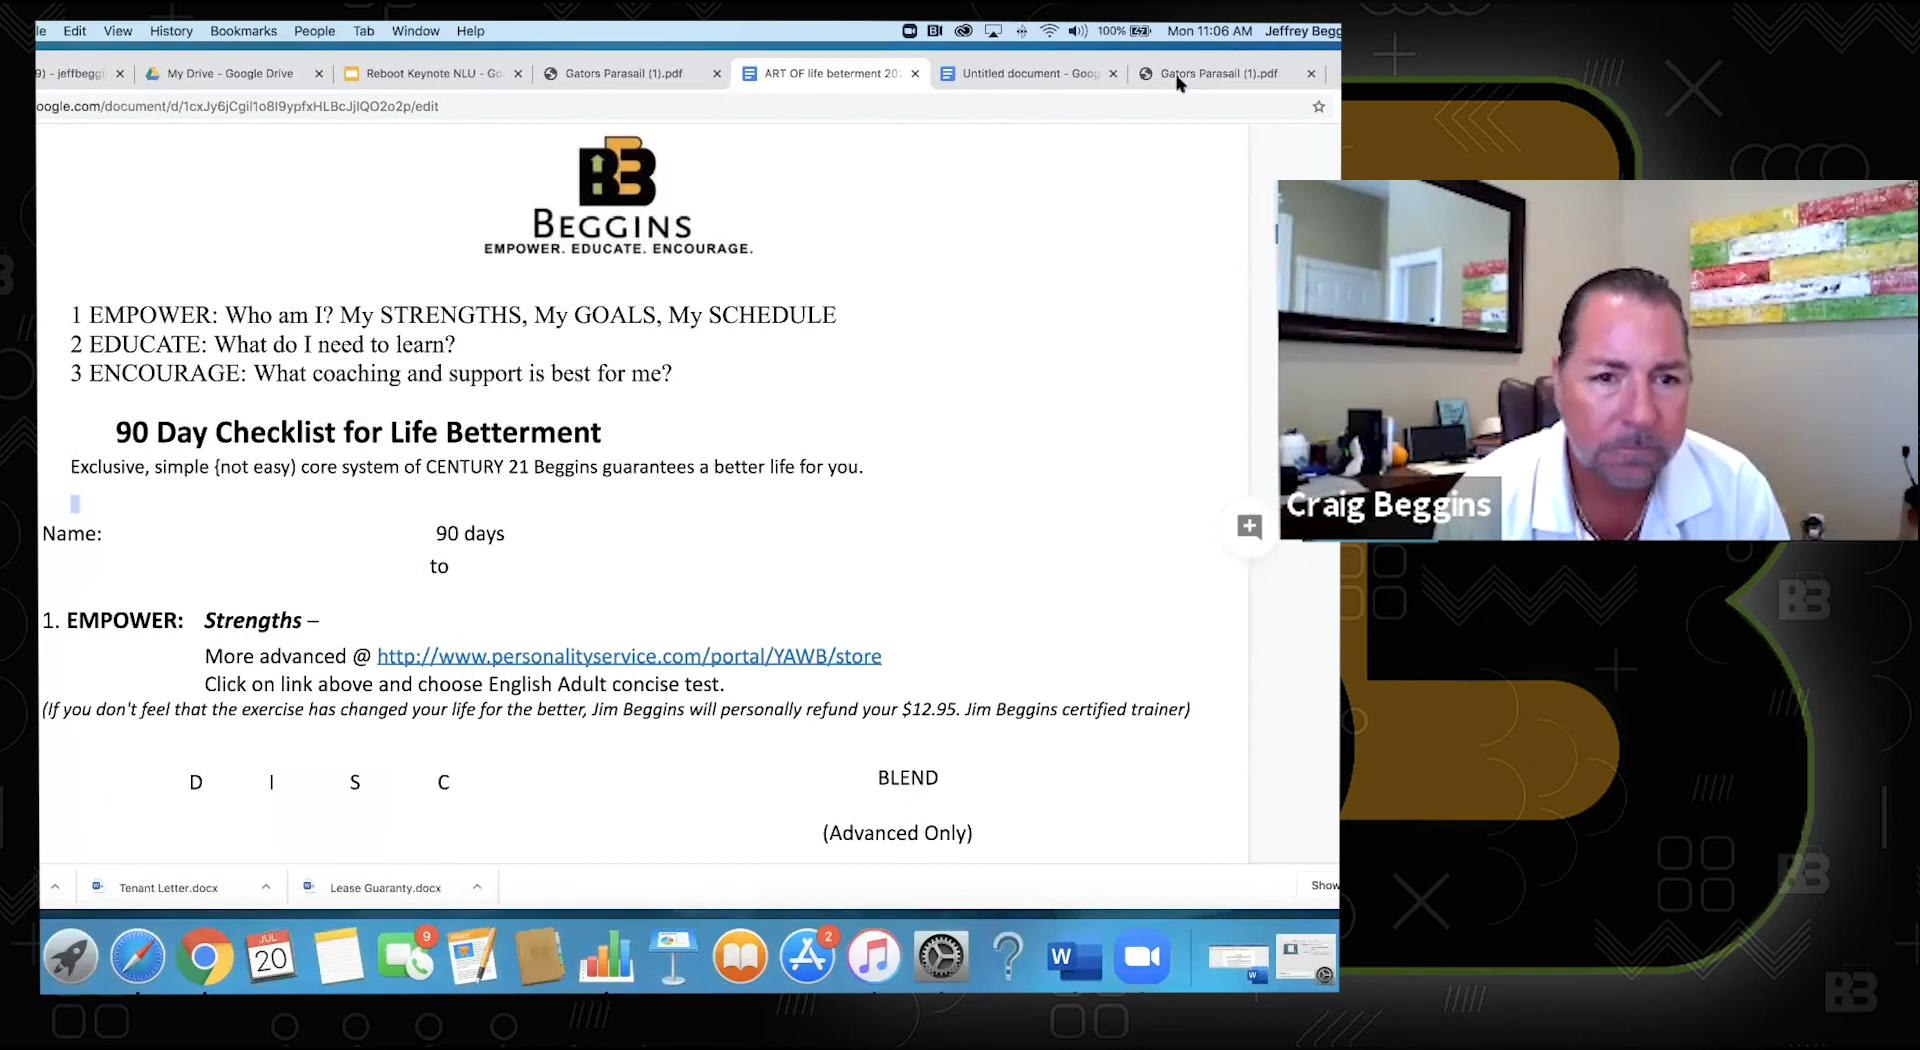 le Edit View History Bookmarks People Tab Window Help 100% Mon 11:06 AM Jeffrey Begg
9) - jeffbeggi My Drive - Google Drive Reboot Keynote NLU - Go Gators Parasail (1).pdf ART OF life beterment 20 Untitled document - Goog Gators Parasail (1).pdf
oogle.com/document/d/1cxJy6jCgil1o8I9ypfxHLBcJjIQO2o2p/edit
BEGGINS
EMPOWER. EDUCATE. ENCOURAGE.
1 EMPOWER: Who am I? My STRENGTHS, My GOALS, My SCHEDULE
2 EDUCATE: What do I need to learn?
3 ENCOURAGE: What coaching and support is best for me?
90 Day Checklist for Life Betterment
Exclusive, simple {not easy) core system of CENTURY 21 Beggins guarantees a better life for you.
Name: 90 days
to
1. EMPOWER: Strengths –
More advanced @ http://www.personalityservice.com/portal/YAWB/store
Click on link above and choose English Adult concise test.
(If you don't feel that the exercise has changed your life for the better, Jim Beggins will personally refund your $12.95. Jim Beggins certified trainer)
D I S C BLEND
(Advanced Only)
Craig Beggins
Tenant Letter.docx Lease Guaranty.docx Show
9 JUL 20 2 W